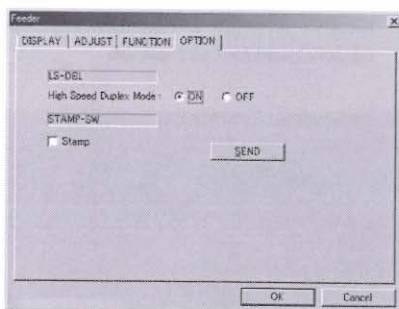 Feeder
DISPLAY ADJUST FUNCTION OPTION
LS-DBL
High Speed Duplex Mode : ON OFF
STAMP-SW
Stamp
SEND
OK Cancel